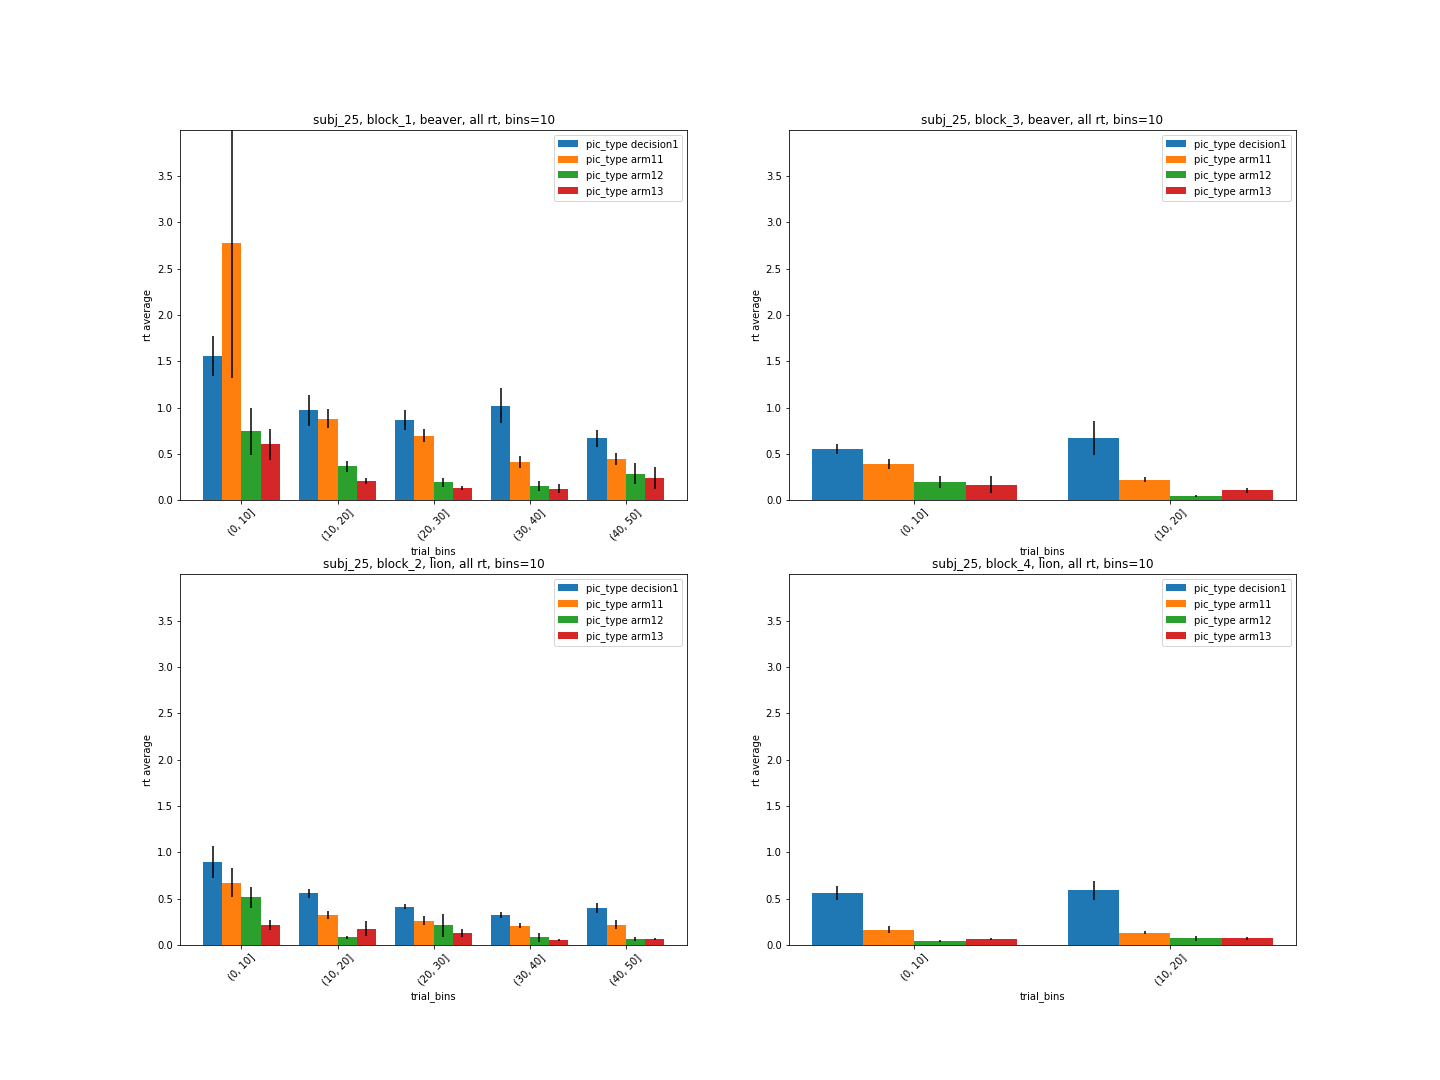 subj_25, block_1, beaver, all rt, bins=10
pic_type decision1
pic_type arm11
pic_type arm12
pic_type arm13
3.5
3.0
2.5
2.0
1.5
1.0
0.5
0.0
rt average
(0, 10]
(10, 20]
(20, 30]
(30, 40]
(40, 50]
trial_bins
subj_25, block_3, beaver, all rt, bins=10
pic_type decision1
pic_type arm11
pic_type arm12
pic_type arm13
3.5
3.0
2.5
2.0
1.5
1.0
0.5
0.0
rt average
(0, 10]
(10, 20]
trial_bins
subj_25, block_2, lion, all rt, bins=10
pic_type decision1
pic_type arm11
pic_type arm12
pic_type arm13
3.5
3.0
2.5
2.0
1.5
1.0
0.5
0.0
rt average
(0, 10]
(10, 20]
(20, 30]
(30, 40]
(40, 50]
trial_bins
subj_25, block_4, lion, all rt, bins=10
pic_type decision1
pic_type arm11
pic_type arm12
pic_type arm13
3.5
3.0
2.5
2.0
1.5
1.0
0.5
0.0
rt average
(0, 10]
(10, 20]
trial_bins